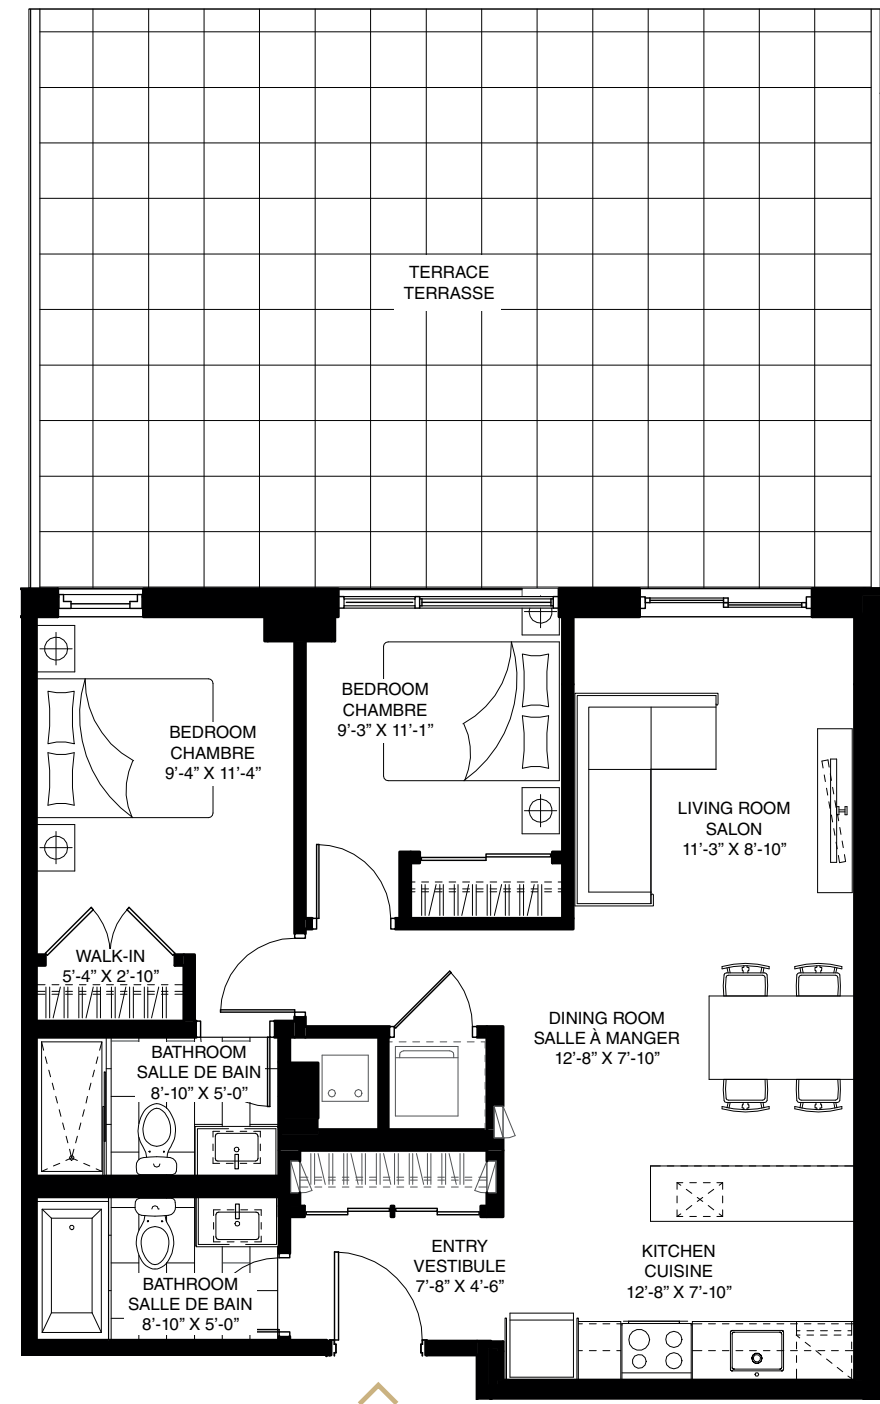 TERRACE
TERRASSE
BEDROOM
CHAMBRE
9'-3” X 11'-1”
BEDROOM
CHAMBRE
9'-4” X 11'-4”
LIVING ROOM
SALON
11'-3” X 8'-10”
WALK-IN
5'-4” X 2'-10”
DINING ROOM
SALLE À MANGER
12'-8” X 7'-10”
BATHROOM
SALLE DE BAIN
8'-10” X 5'-0”
ENTRY
VESTIBULE
7'-8” X 4'-6”
KITCHEN
CUISINE
12'-8” X 7'-10”
BATHROOM
SALLE DE BAIN
8'-10” X 5'-0”